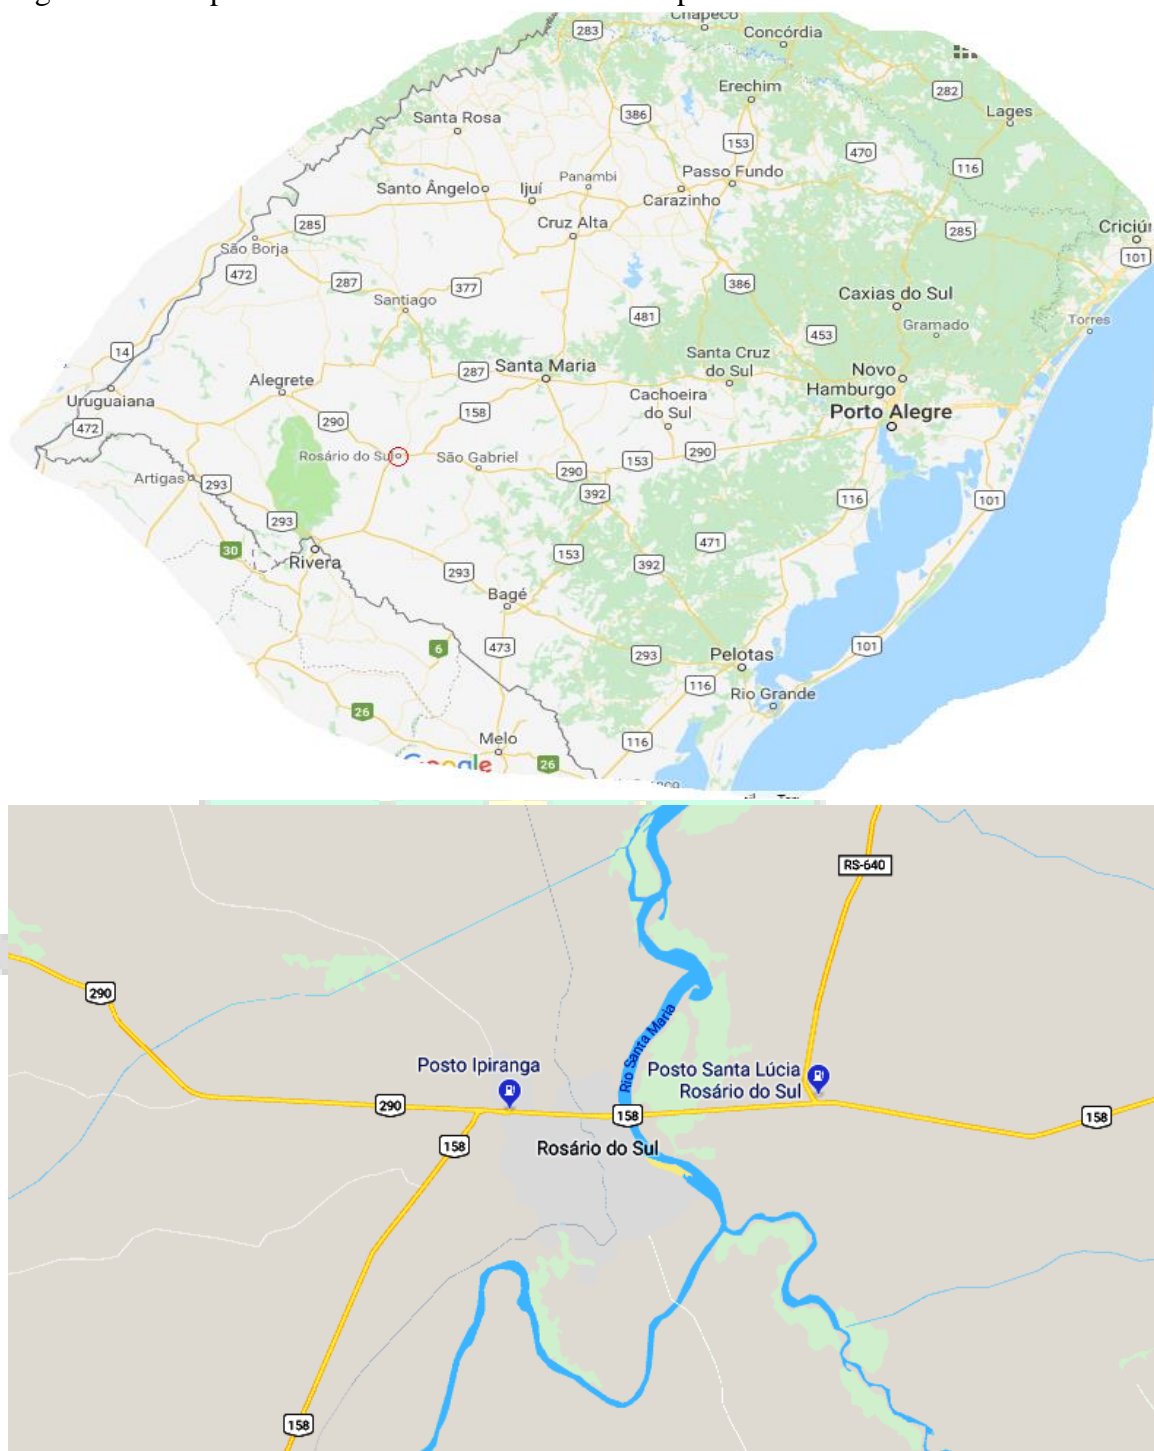 Chapecó
283
Concórdia
Erechim
282
Lages
386
Santa Rosa
153
470
Passo Fundo
116
Panambi
Santo Ângelo
Ijuí
Carazinho
Cruz Alta
285
285
São Borja
101
472
287
377
386
Santiago
Caxias do Sul
481
453
Gramado
Torres
14
Santa Cruz
do Sul
287
Santa Maria
Novo
Hamburgo
Alegrete
Uruguaiana
Cachoeira
do Sul
158
Porto Alegre
290
472
Rosário do Sul
São Gabriel
290
153
290
Artigas
293
392
116
101
293
471
30
153
392
Rivera
293
Bagé
6
473
293
101
Pelotas
116
Rio Grande
26
116
Melo
Google
26
RS-640
290
Rio Santa Maria
Posto Ipiranga
Posto Santa Lúcia
Rosário do Sul
290
158
158
158
Rosário do Sul
158